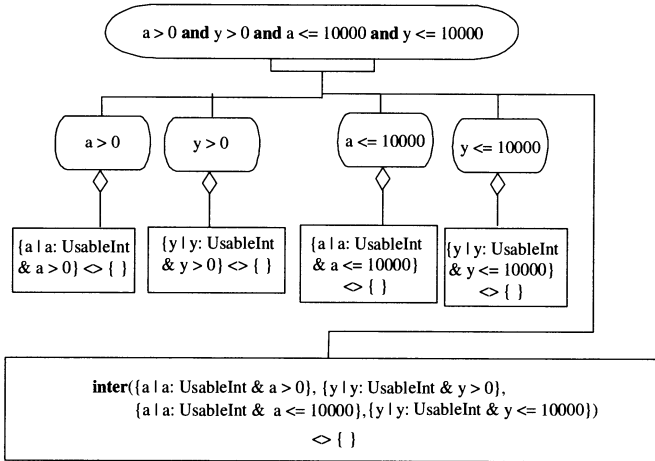 a > 0 and y > 0 and a <= 10000 and y <= 10000
a > 0
y > 0
a <= 10000
y <= 10000
{a | a: UsableInt
& a > 0} <> { }
{y | y: UsableInt
& y > 0} <> { }
{a | a: UsableInt
& a <= 10000}
<> { }
{y | y: UsableInt
& y <= 10000}
<> { }
inter({a | a: UsableInt & a > 0}, {y | y: UsableInt & y > 0},
{a | a: UsableInt & a <= 10000},{y | y: UsableInt & y <= 10000})
<> { }